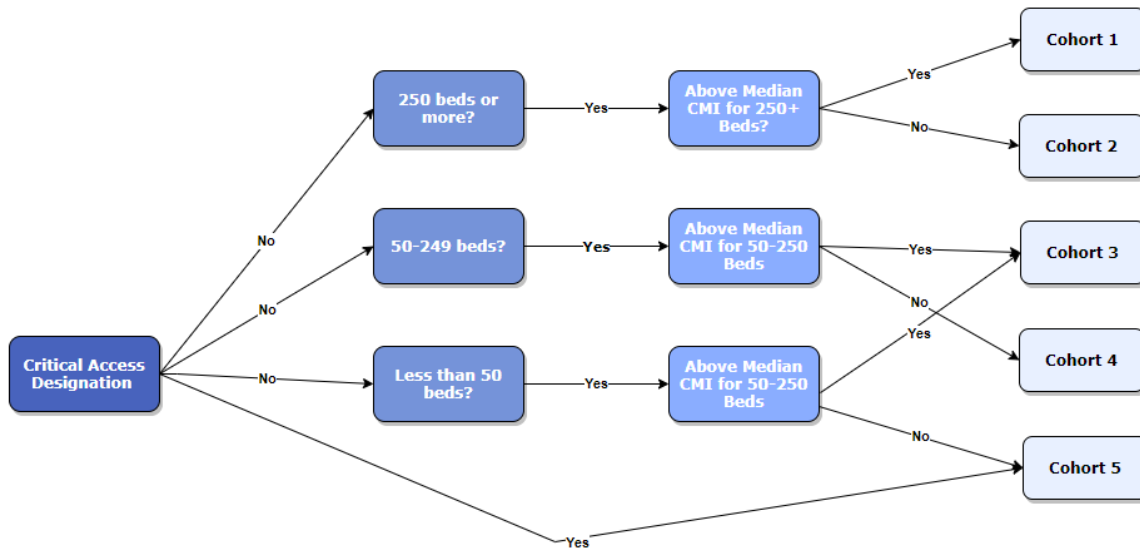 Critical Access
Designation
No
No
No
Yes
250 beds or
more?
Yes
Above Median
CMI for 250+
Beds?
Yes
No
Cohort 1
Cohort 2
50-249 beds?
Yes
Above Median
CMI for 50-250
Beds
Yes
No
Cohort 3
Cohort 4
Less than 50
beds?
Yes
Above Median
CMI for 50-250
Beds
Yes
No
Cohort 5